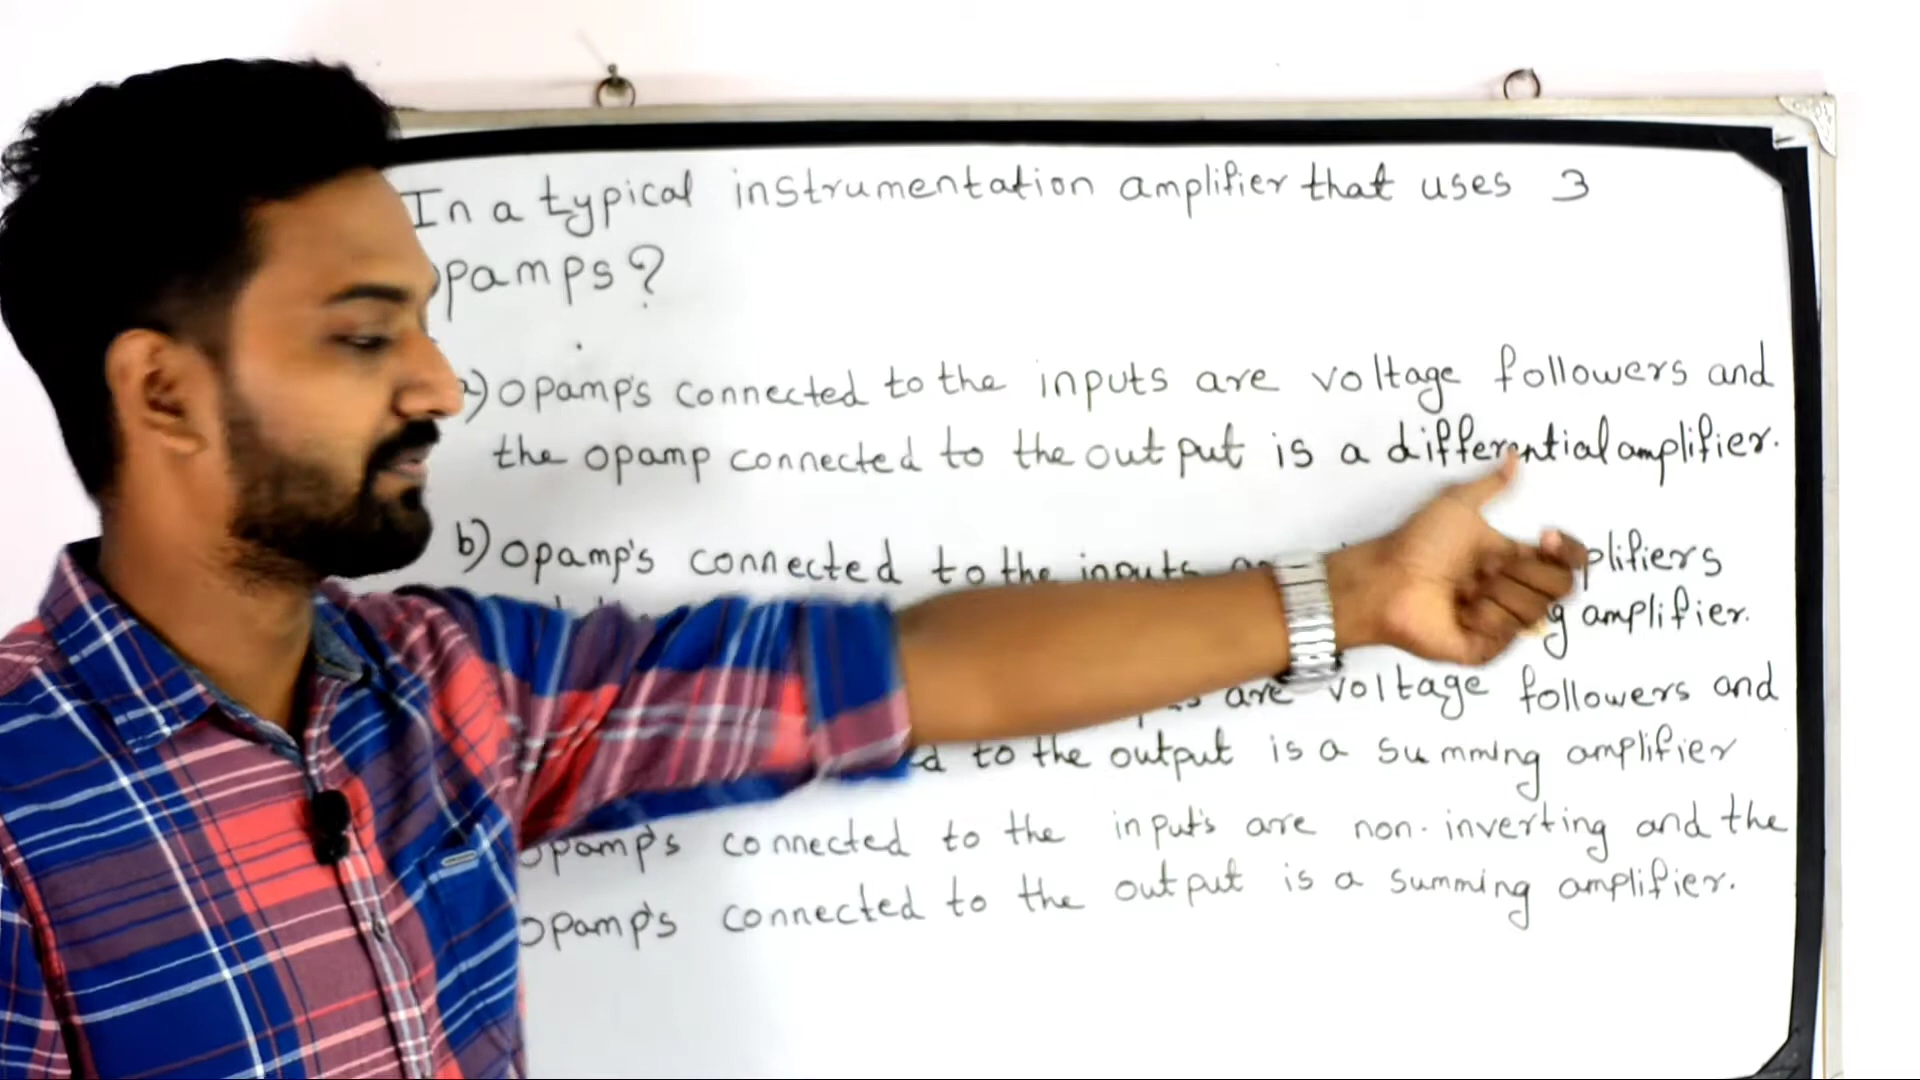 In a typical instrumentation amplifier that uses 3
opamps?
a) opamp's connected to the inputs are voltage followers and
the opamp connected to the output is a differential amplifier.
b) opamp's connected to the inputs
amplifier.
are voltage followers and
to the output is a summing amplifier
opamp's connected to the input's are non-inverting and the
opamp's connected to the output is a summing amplifier.